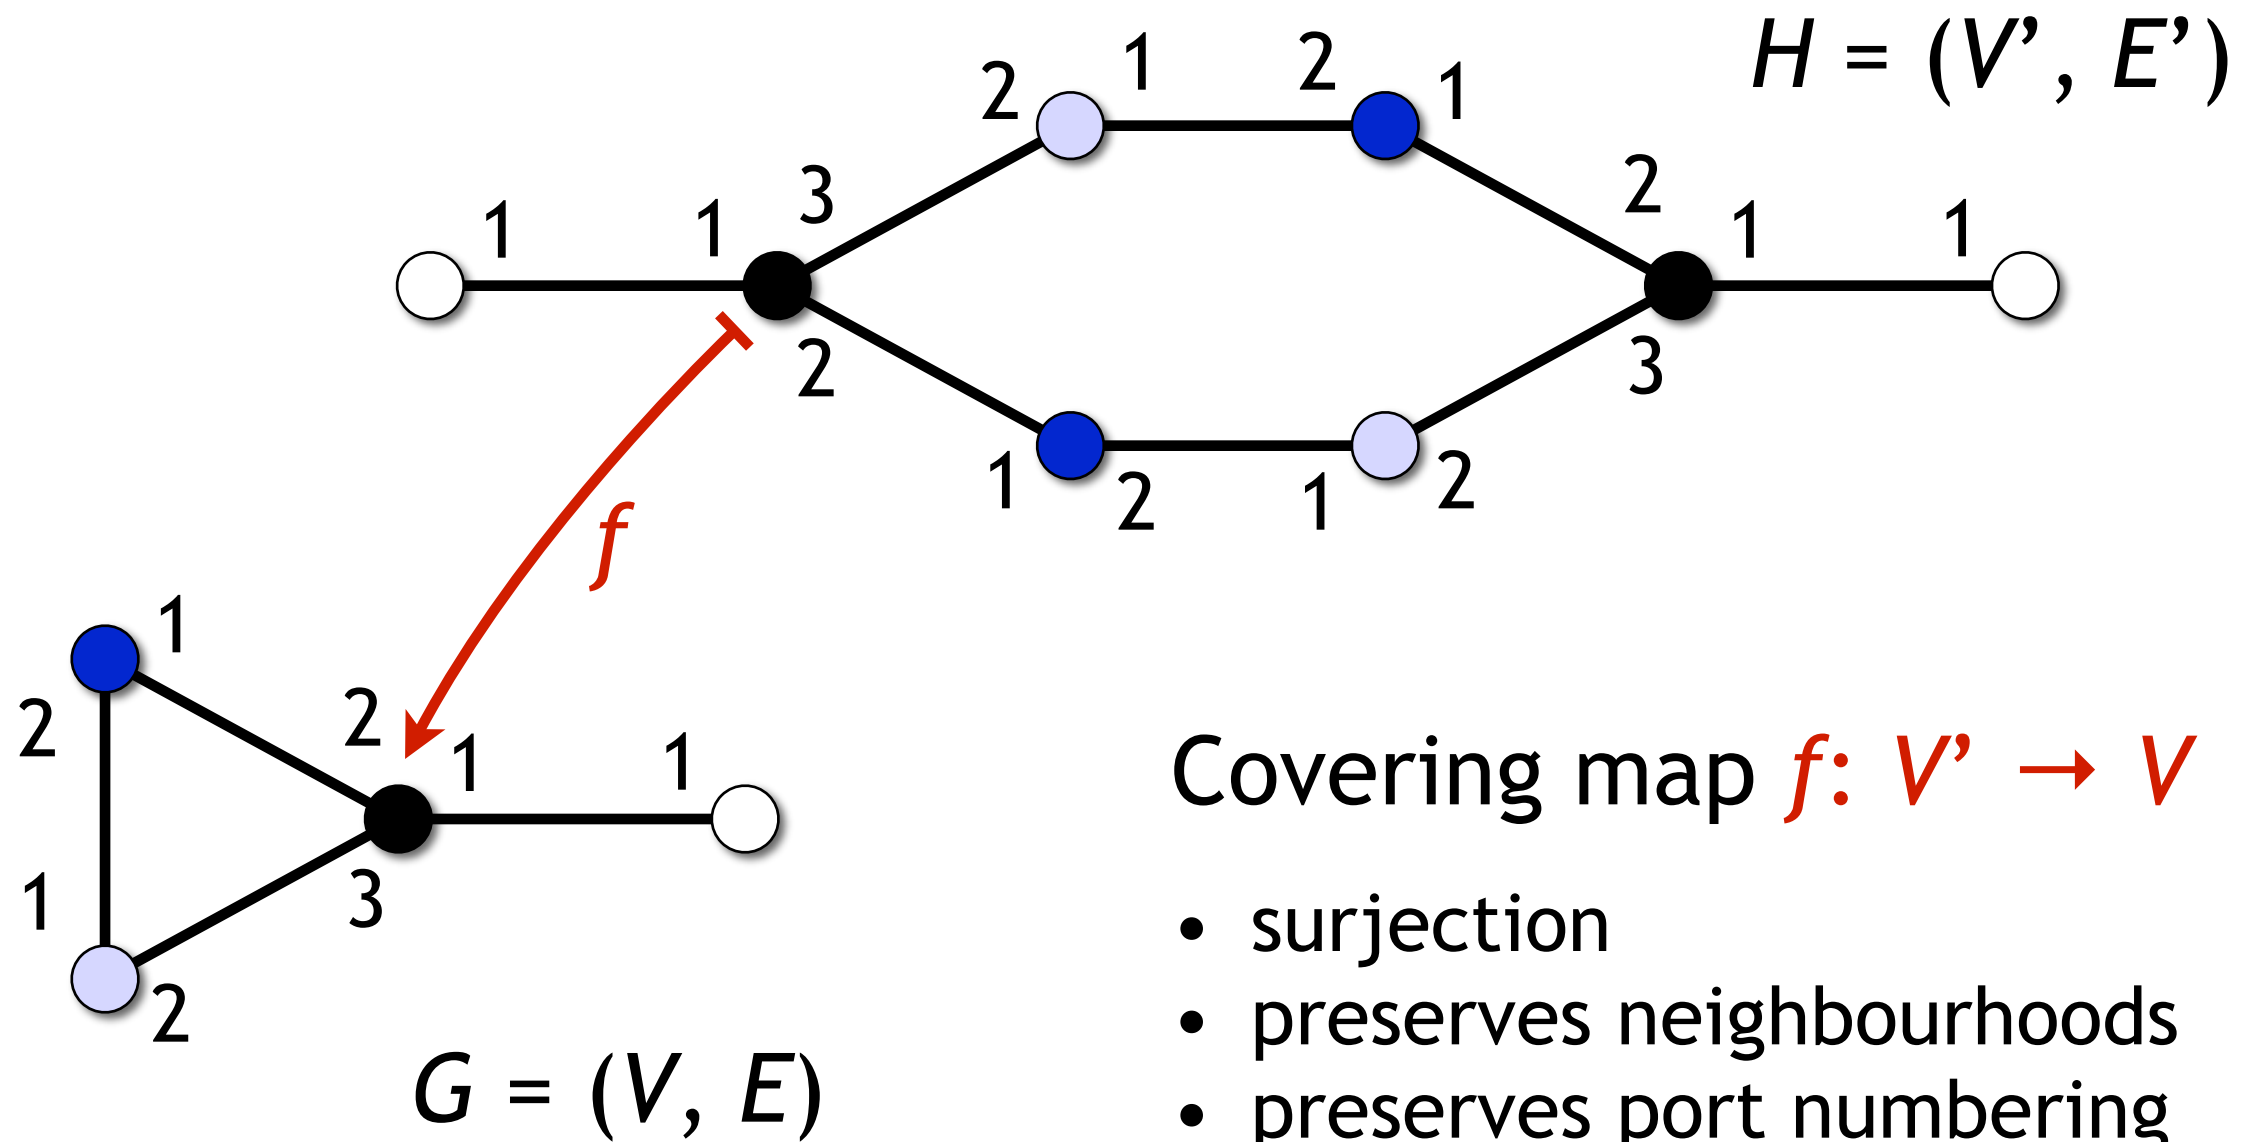 H = (V’, E’)
2 1 2 1
3 2
1 1 1 1
2 3
1 2 1 2
f
1
2 2 1 1
1 3
2
Covering map f: V’ → V
• surjection
• preserves neighbourhoods
• preserves port numbering
G = (V, E)